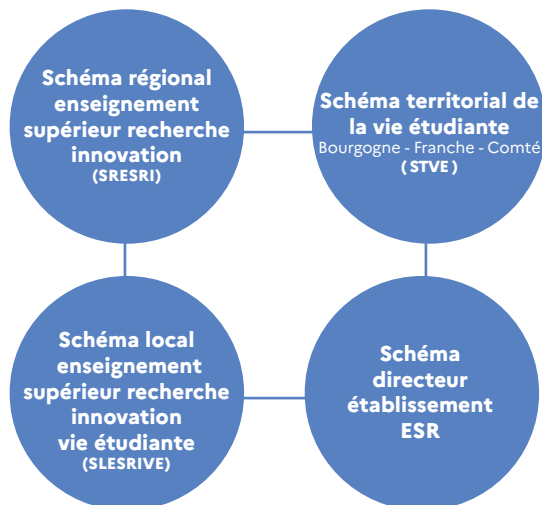 Schéma régional
enseignement
supérieur recherche
innovation
(SRESRI)
Schéma territorial de
la vie étudiante
Bourgogne - Franche - Comté
( STVE )
Schéma local
enseignement
supérieur recherche
innovation
vie étudiante
(SLESRIVE)
Schéma
directeur
établissement
ESR